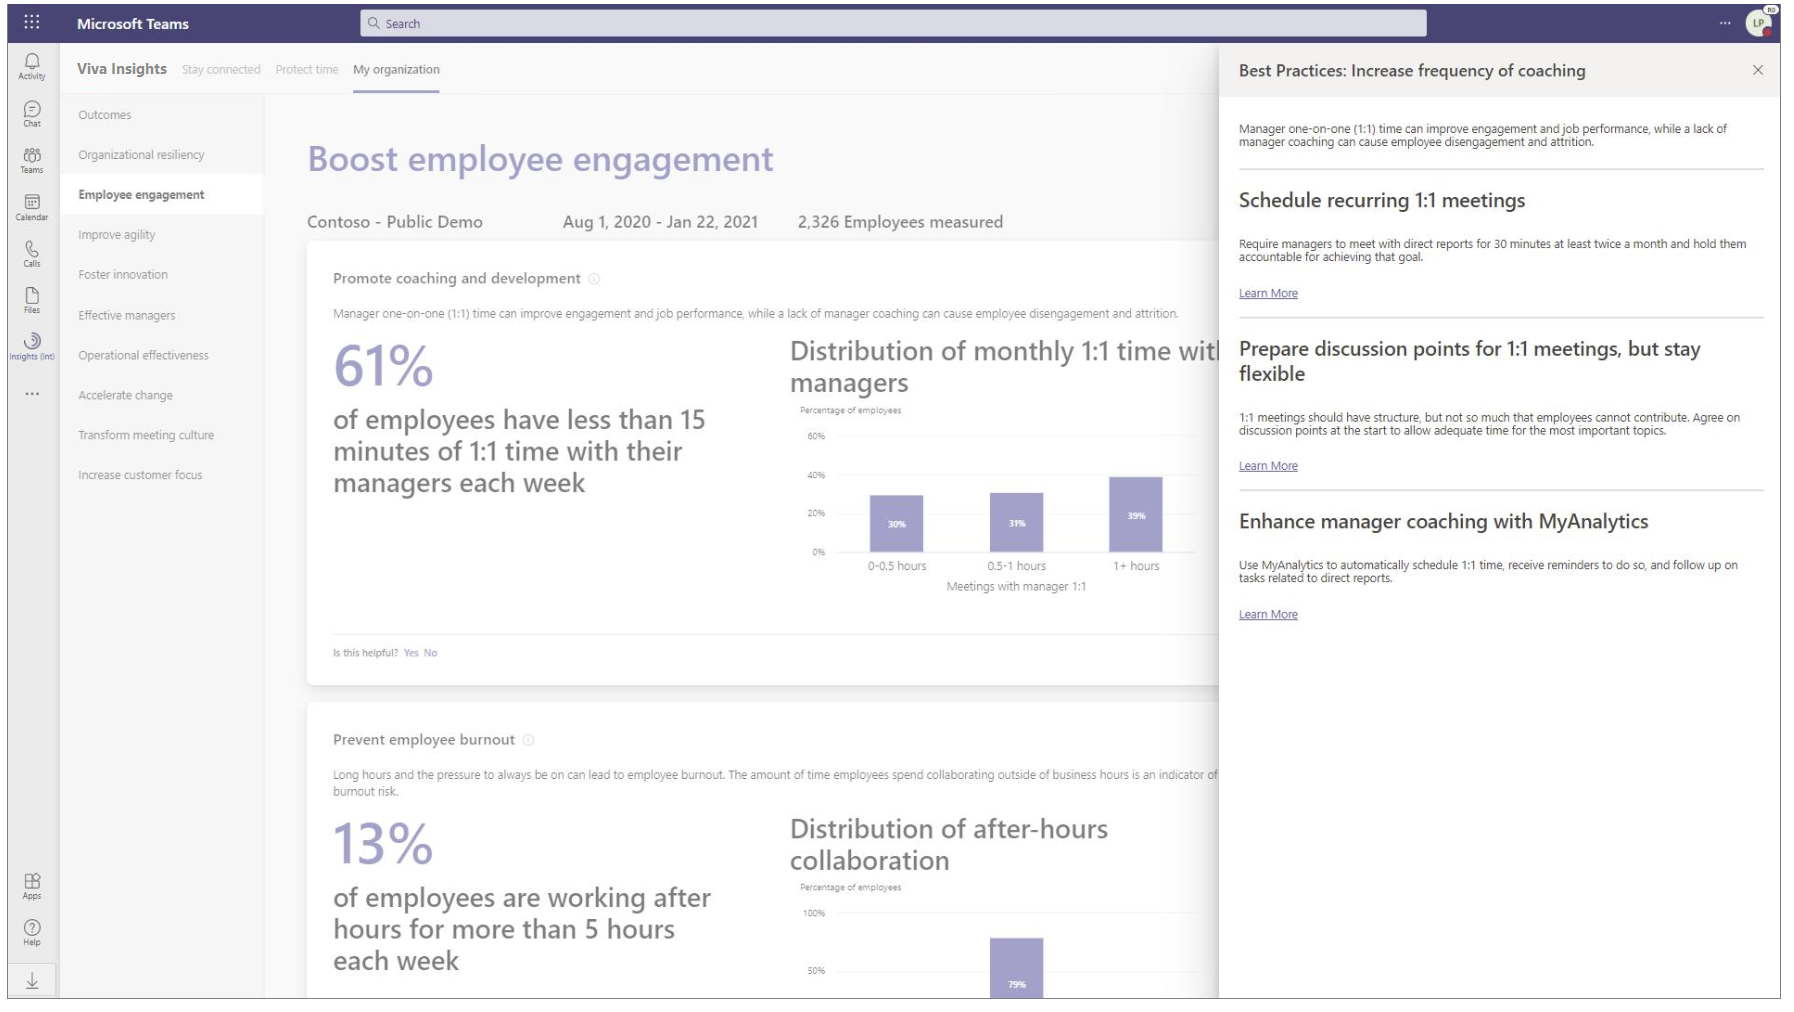 Microsoft Teams
Search
LP
RO
Activity
Chat
Teams
Calendar
Calls
Files
Insights (Int)
Apps
Help
Viva Insights
Stay connected
Protect time
My organization
Outcomes
Organizational resiliency
Employee engagement
Improve agility
Foster innovation
Effective managers
Operational effectiveness
Accelerate change
Transform meeting culture
Increase customer focus
Boost employee engagement
Contoso - Public Demo
Aug 1, 2020 - Jan 22, 2021
2,326 Employees measured
Promote coaching and development
Manager one-on-one (1:1) time can improve engagement and job performance, while a lack of manager coaching can cause employee disengagement and attrition.
61%
of employees have less than 15
minutes of 1:1 time with their
managers each week
Distribution of monthly 1:1 time with
managers
Percentage of employees
60%
40%
20%
0%
30%
31%
39%
0-0.5 hours
0.5-1 hours
1+ hours
Meetings with manager 1:1
Is this helpful? Yes No
Prevent employee burnout
Long hours and the pressure to always be on can lead to employee burnout. The amount of time employees spend collaborating outside of business hours is an indicator of
burnout risk.
13%
of employees are working after
hours for more than 5 hours
each week
Distribution of after-hours
collaboration
Percentage of employees
100%
50%
79%
Best Practices: Increase frequency of coaching
Manager one-on-one (1:1) time can improve engagement and job performance, while a lack of
manager coaching can cause employee disengagement and attrition.
Schedule recurring 1:1 meetings
Require managers to meet with direct reports for 30 minutes at least twice a month and hold them
accountable for achieving that goal.
Learn More
Prepare discussion points for 1:1 meetings, but stay
flexible
1:1 meetings should have structure, but not so much that employees cannot contribute. Agree on
discussion points at the start to allow adequate time for the most important topics.
Learn More
Enhance manager coaching with MyAnalytics
Use MyAnalytics to automatically schedule 1:1 time, receive reminders to do so, and follow up on
tasks related to direct reports.
Learn More